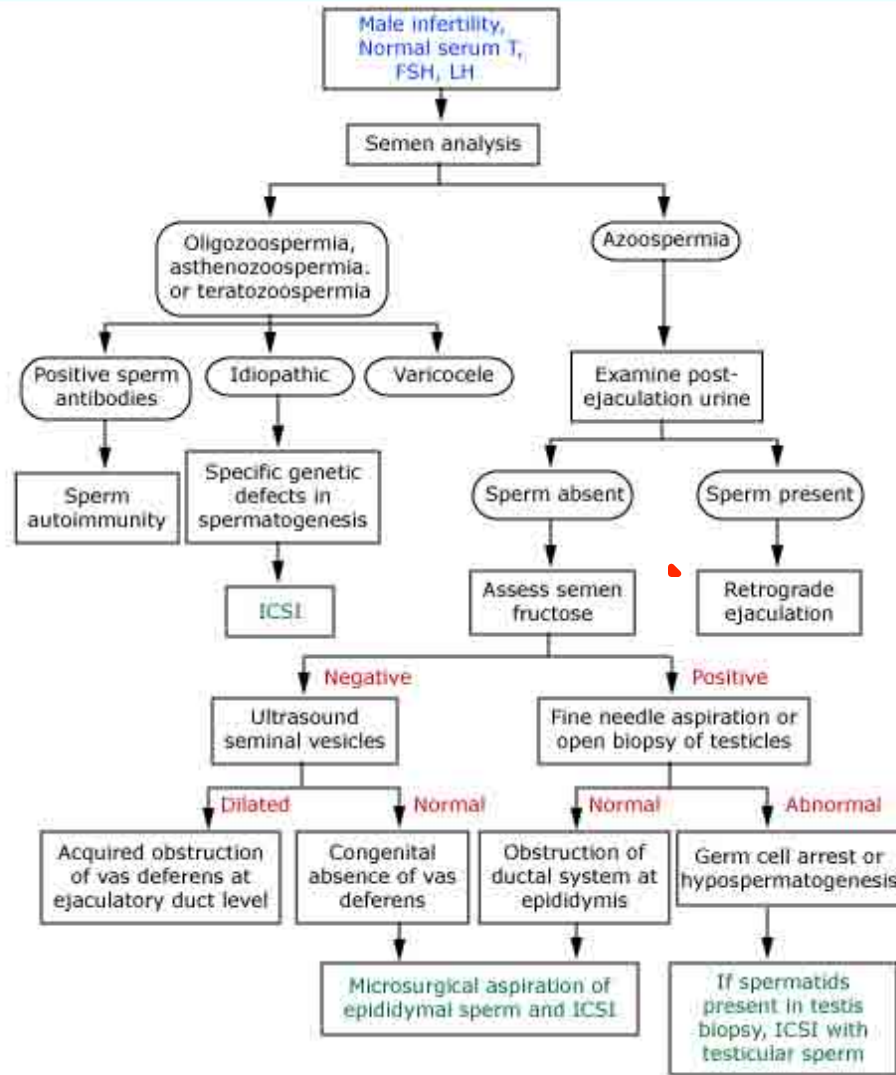 Male infertility,
Normal serum T,
FSH, LH
Semen analysis
Oligozoospermia,
asthenozoospermia.
or teratozoospermia
Azoospermia
Positive sperm
antibodies
Idiopathic
Varicocele
Examine post-
ejaculation urine
Sperm
autoimmunity
Specific genetic
defects in
spermatogenesis
Sperm absent
Sperm present
ICSI
Assess semen
fructose
Retrograde
ejaculation
Negative
Positive
Ultrasound
seminal vesicles
Fine needle aspiration or
open biopsy of testicles
Dilated
Normal
Normal
Abnormal
Acquired obstruction
of vas deferens at
ejaculatory duct level
Congenital
absence of vas
deferens
Obstruction of
ductal system at
epididymis
Germ cell arrest or
hypospermatogenesis
Microsurgical aspiration of
epididymal sperm and ICSI
If spermatids
present in testis
biopsy, ICSI with
testicular sperm